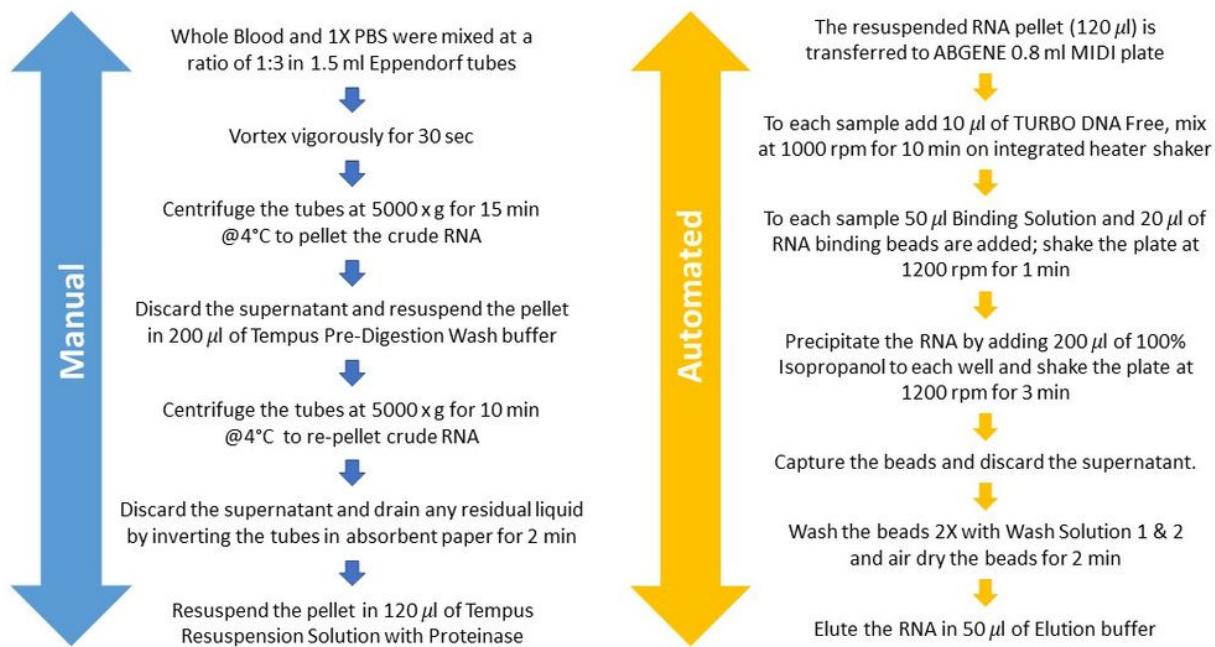 Manual
Whole Blood and 1X PBS were mixed at a
ratio of 1:3 in 1.5 ml Eppendorf tubes
Vortex vigorously for 30 sec
Centrifuge the tubes at 5000 x g for 15 min
@4°C to pellet the crude RNA
Discard the supernatant and resuspend the pellet
in 200 µl of Tempus Pre-Digestion Wash buffer
Centrifuge the tubes at 5000 x g for 10 min
@4°C to re-pellet crude RNA
Discard the supernatant and drain any residual liquid
by inverting the tubes in absorbent paper for 2 min
Resuspend the pellet in 120 µl of Tempus
Resuspension Solution with Proteinase
Automated
The resuspended RNA pellet (120 µl) is
transferred to ABGENE 0.8 ml MIDI plate
To each sample add 10 µl of TURBO DNA Free, mix
at 1000 rpm for 10 min on integrated heater shaker
To each sample 50 µl Binding Solution and 20 µl of
RNA binding beads are added; shake the plate at
1200 rpm for 1 min
Precipitate the RNA by adding 200 µl of 100%
Isopropanol to each well and shake the plate at
1200 rpm for 3 min
Capture the beads and discard the supernatant.
Wash the beads 2X with Wash Solution 1 & 2
and air dry the beads for 2 min
Elute the RNA in 50 µl of Elution buffer